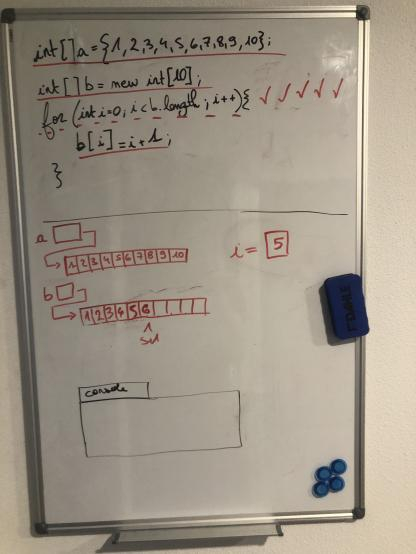 int[] a = {1,2,3,4,5,6,7,8,9,10};
int[] b = new int[10];
for (int i=0; i<b.length; i++){ ✓ ✓ ✓ ✓ ✓
b[i] = i+1;
}
a
1 2 3 4 5 6 7 8 9 10
i = 5
b
1 2 3 4 5 6
5+1
console